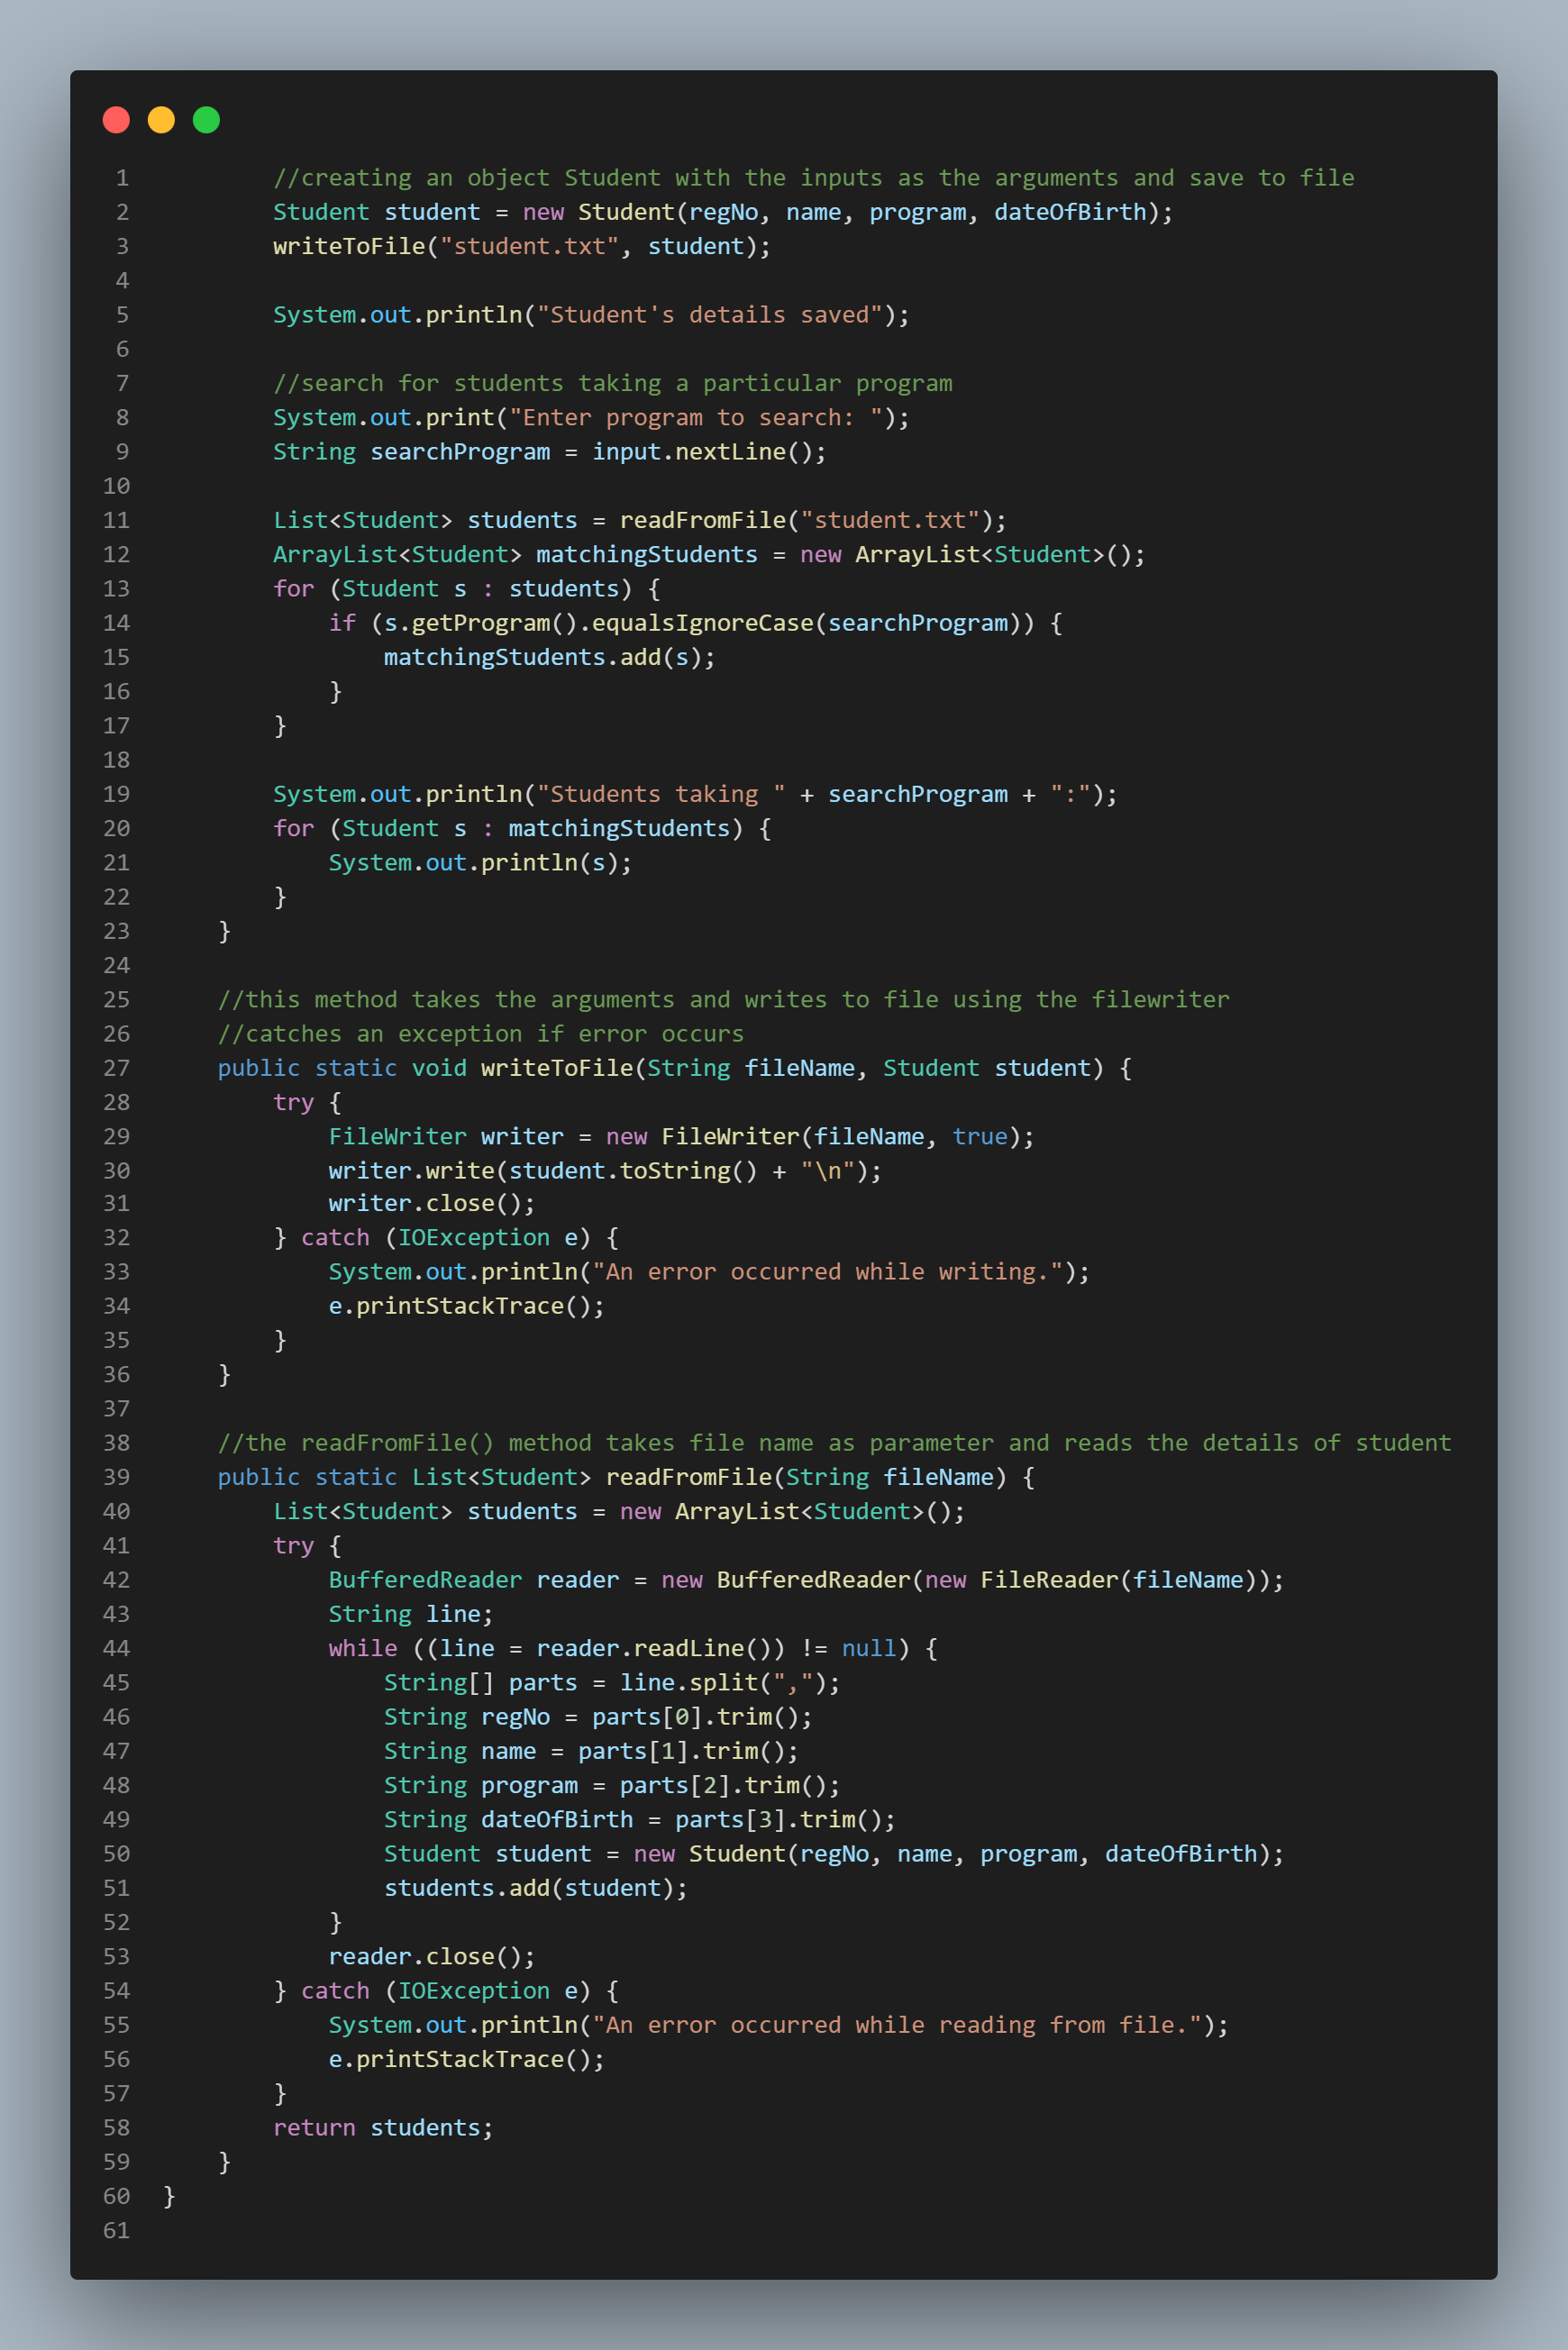 1 //creating an object Student with the inputs as the arguments and save to file
2 Student student = new Student(regNo, name, program, dateOfBirth);
3 writeToFile("student.txt", student);
4
5 System.out.println("Student's details saved");
6
7 //search for students taking a particular program
8 System.out.print("Enter program to search: ");
9 String searchProgram = input.nextLine();
10
11 List<Student> students = readFromFile("student.txt");
12 ArrayList<Student> matchingStudents = new ArrayList<Student>();
13 for (Student s : students) {
14 if (s.getProgram().equalsIgnoreCase(searchProgram)) {
15 matchingStudents.add(s);
16 }
17 }
18
19 System.out.println("Students taking " + searchProgram + ":");
20 for (Student s : matchingStudents) {
21 System.out.println(s);
22 }
23 }
24
25 //this method takes the arguments and writes to file using the filewriter
26 //catches an exception if error occurs
27 public static void writeToFile(String fileName, Student student) {
28 try {
29 FileWriter writer = new FileWriter(fileName, true);
30 writer.write(student.toString() + "\n");
31 writer.close();
32 } catch (IOException e) {
33 System.out.println("An error occurred while writing.");
34 e.printStackTrace();
35 }
36 }
37
38 //the readFromFile() method takes file name as parameter and reads the details of student
39 public static List<Student> readFromFile(String fileName) {
40 List<Student> students = new ArrayList<Student>();
41 try {
42 BufferedReader reader = new BufferedReader(new FileReader(fileName));
43 String line;
44 while ((line = reader.readLine()) != null) {
45 String[] parts = line.split(",");
46 String regNo = parts[0].trim();
47 String name = parts[1].trim();
48 String program = parts[2].trim();
49 String dateOfBirth = parts[3].trim();
50 Student student = new Student(regNo, name, program, dateOfBirth);
51 students.add(student);
52 }
53 reader.close();
54 } catch (IOException e) {
55 System.out.println("An error occurred while reading from file.");
56 e.printStackTrace();
57 }
58 return students;
59 }
60 }
61